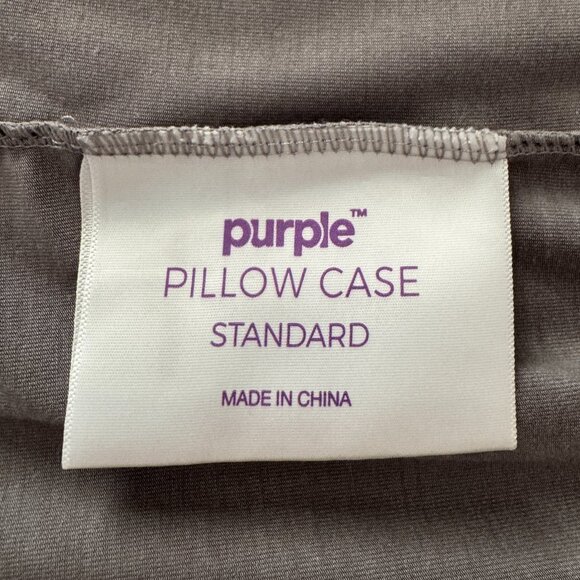 purple™
PILLOW CASE
STANDARD
MADE IN CHINA